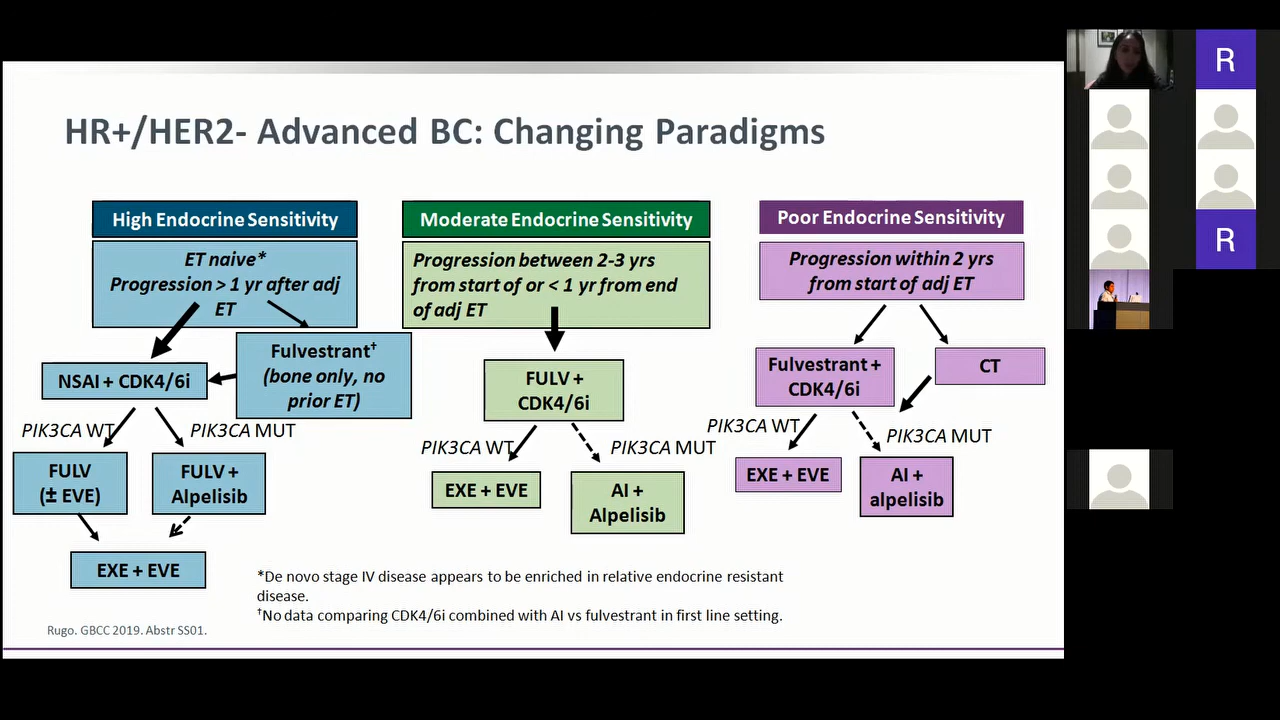 HR+/HER2- Advanced BC: Changing Paradigms
High Endocrine Sensitivity
ET naive*
Progression > 1 yr after adj
ET
NSAI + CDK4/6i
Fulvestrant†
(bone only, no
prior ET)
PIK3CA WT
PIK3CA MUT
FULV
(± EVE)
FULV +
Alpelisib
EXE + EVE
Moderate Endocrine Sensitivity
Progression between 2-3 yrs
from start of or < 1 yr from end
of adj ET
FULV +
CDK4/6i
PIK3CA WT
PIK3CA MUT
EXE + EVE
AI +
Alpelisib
Poor Endocrine Sensitivity
Progression within 2 yrs
from start of adj ET
Fulvestrant +
CDK4/6i
CT
PIK3CA WT
PIK3CA MUT
EXE + EVE
AI +
alpelisib
*De novo stage IV disease appears to be enriched in relative endocrine resistant
disease.
†No data comparing CDK4/6i combined with AI vs fulvestrant in first line setting.
Rugo. GBCC 2019. Abstr SS01.
R
R